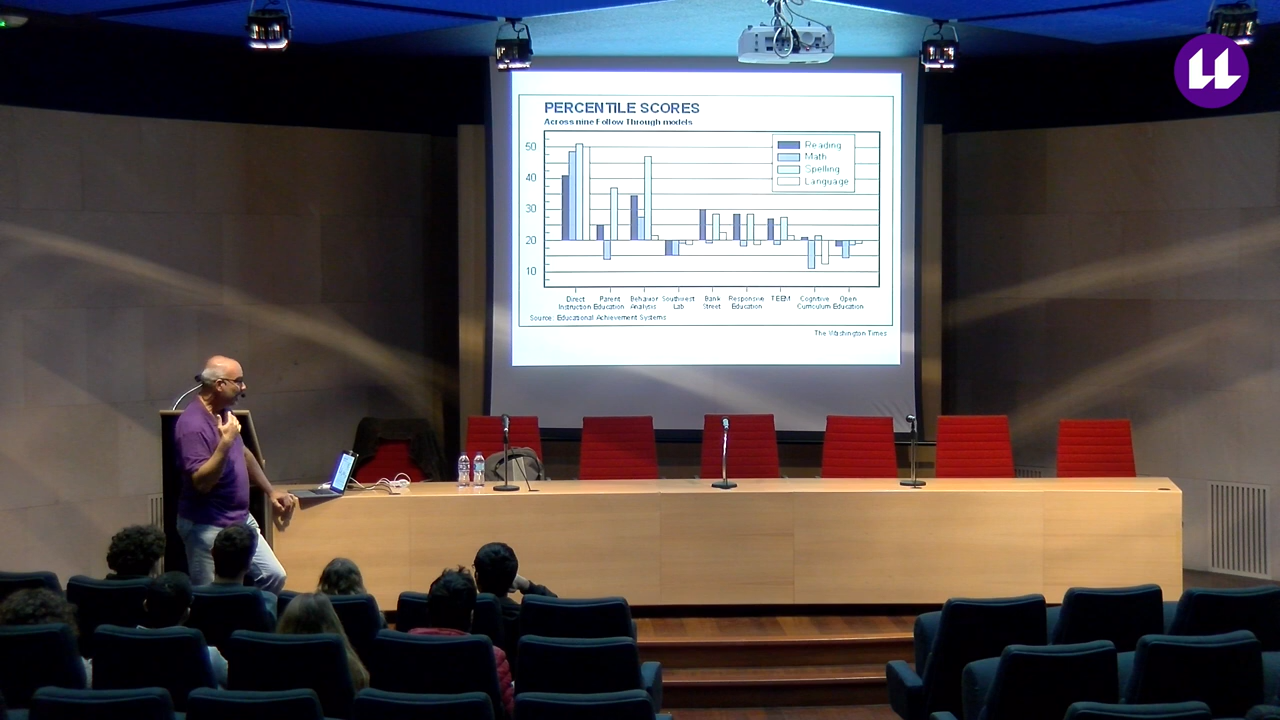 PERCENTILE SCORES
Across nine Follow Through models
Reading
Math
Spelling
Language
50
40
30
20
10
Direct Instruction
Parent Education
Behavior Analysis
Southwest Lab
Bank Street
Responsive Education
TEEM
Cognitive Curriculum
Open Education
Source: Educational Achievement Systems
The Washington Times